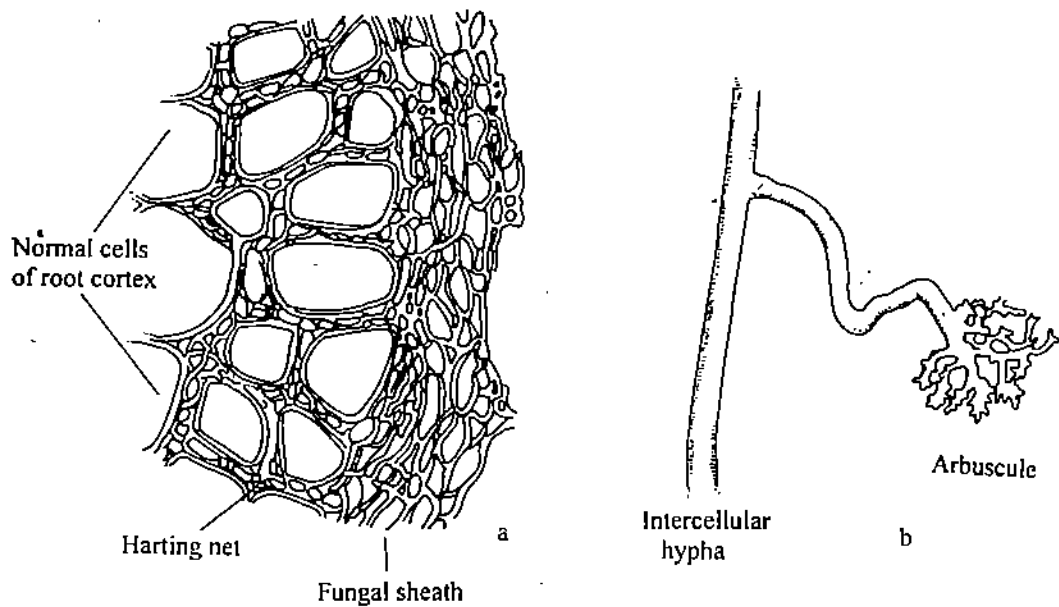 Normal cells
of root cortex
Harting net
Fungal sheath
a
Intercellular
hypha
Arbuscule
b